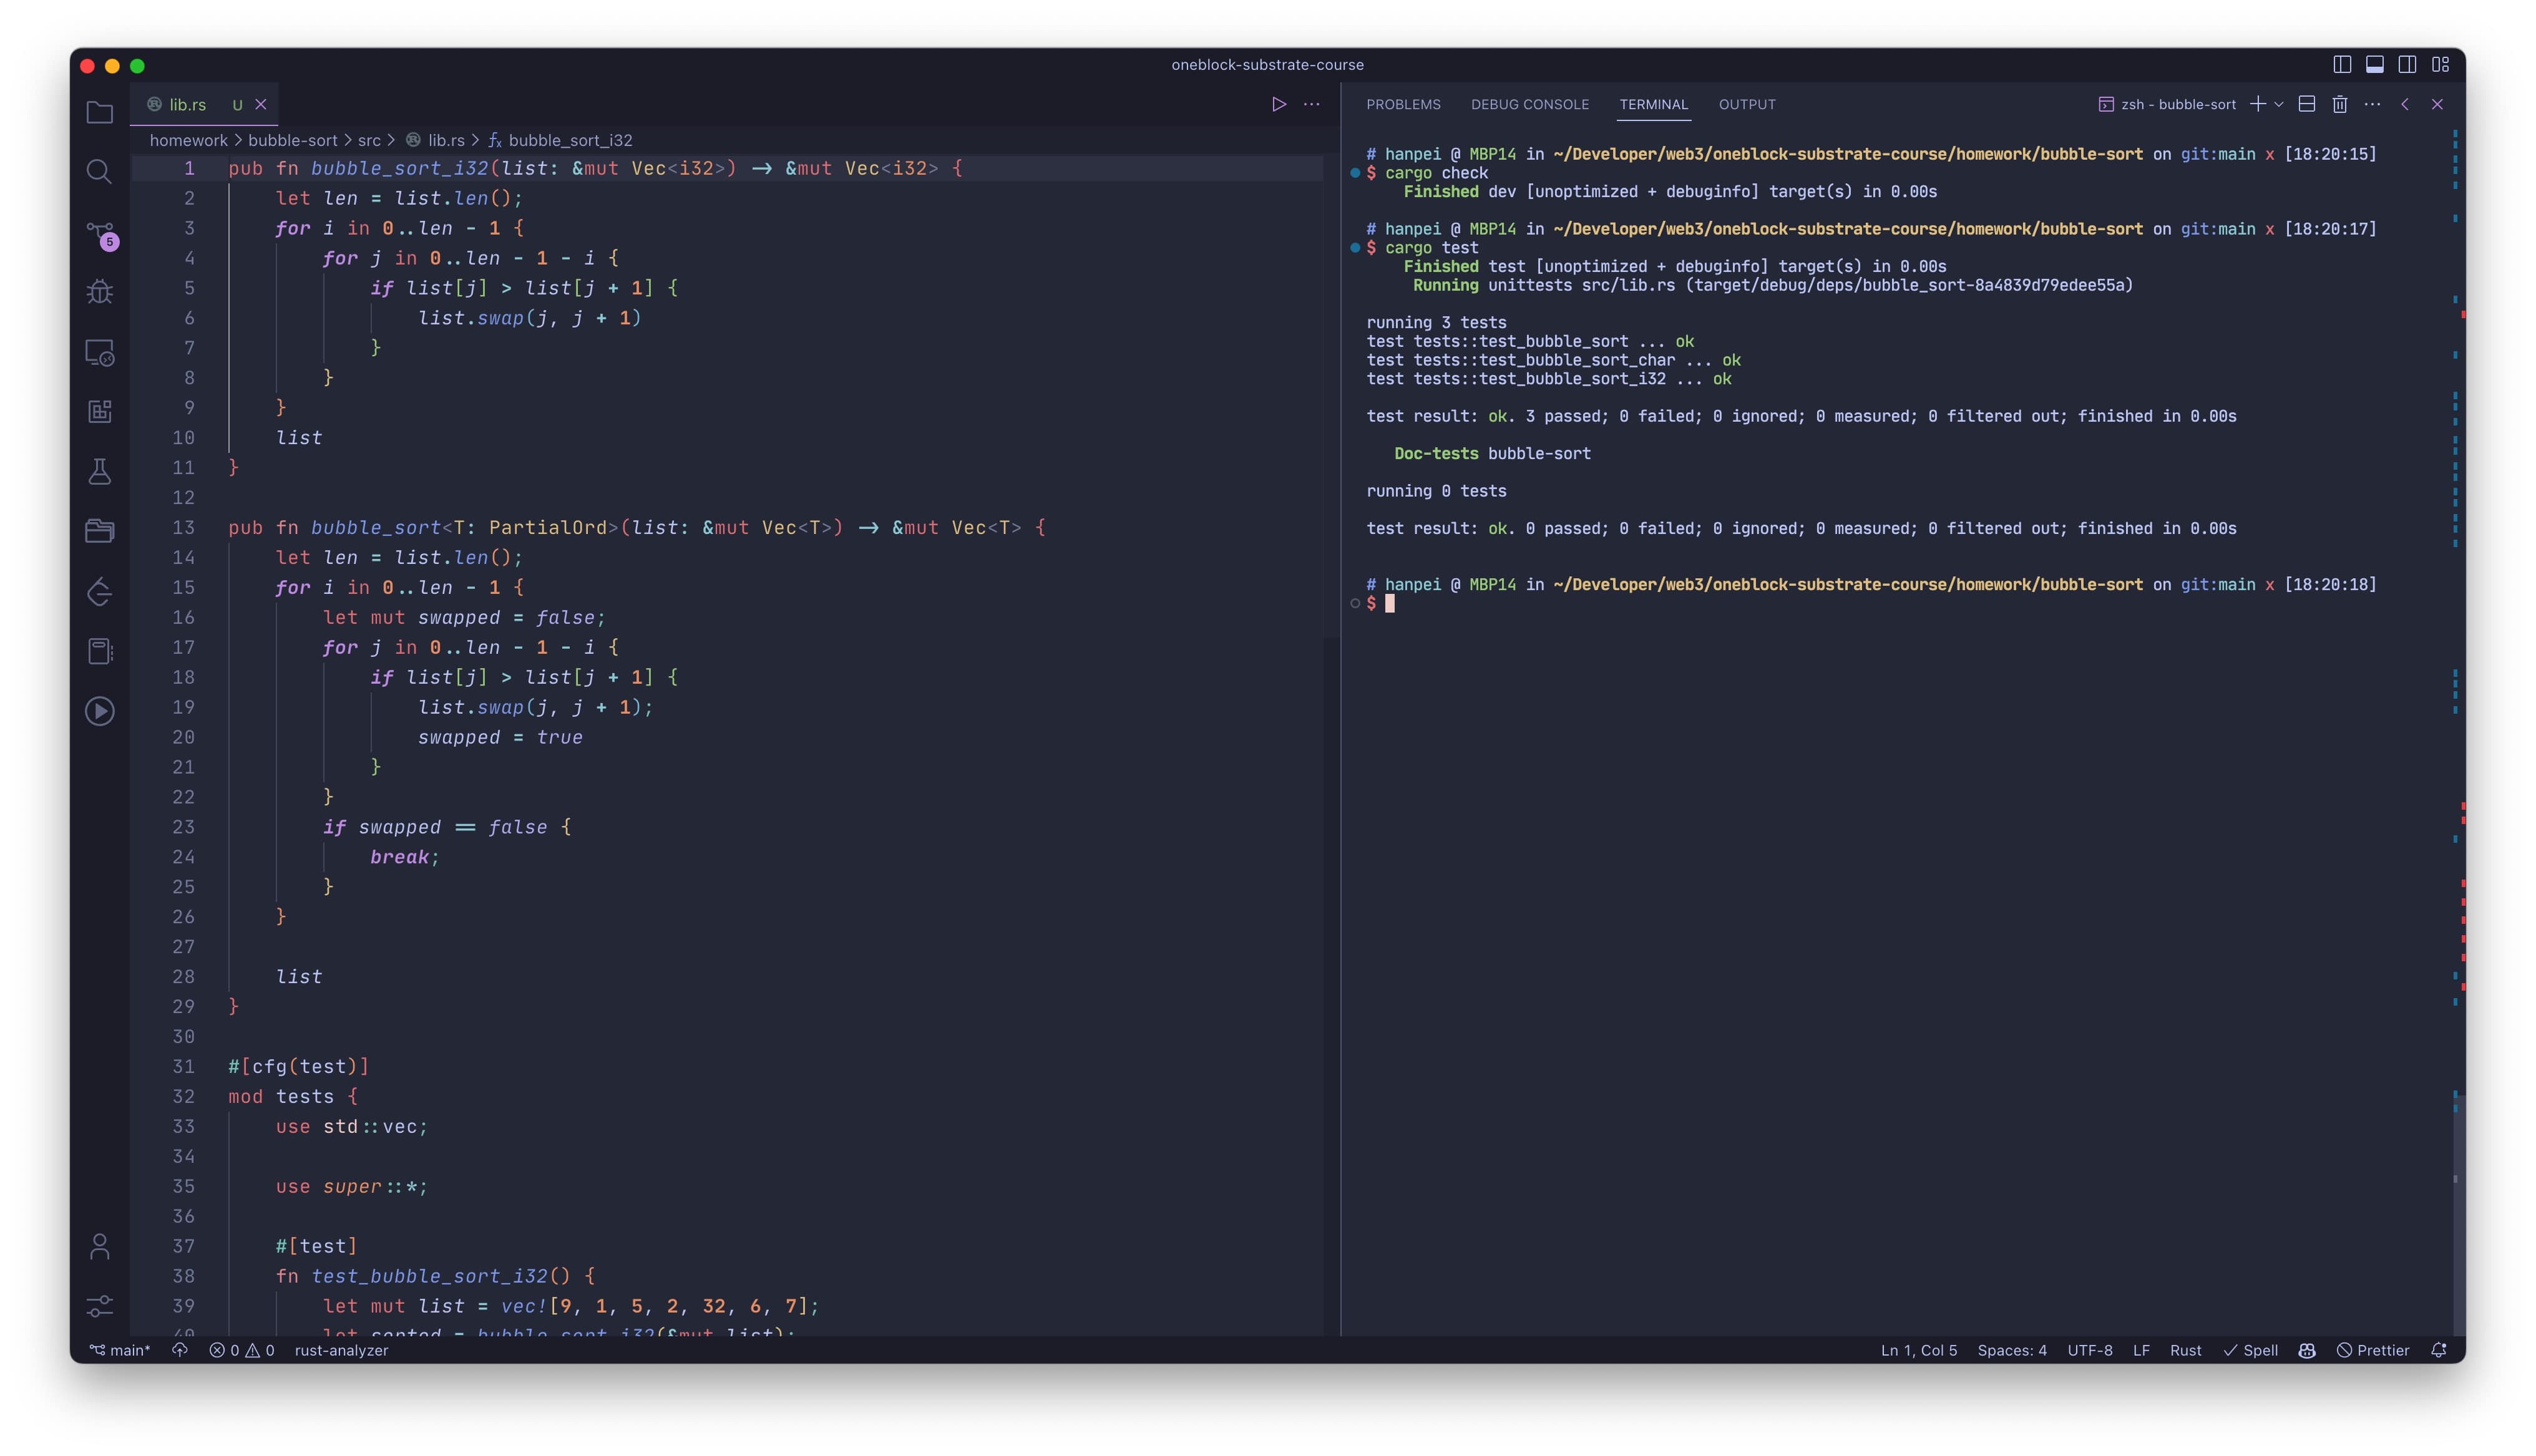 oneblock-substrate-course
lib.rs U
homework > bubble-sort > src > lib.rs > bubble_sort_i32
5
1 pub fn bubble_sort_i32(list: &mut Vec<i32>) -> &mut Vec<i32> {
2     let len = list.len();
3     for i in 0..len - 1 {
4         for j in 0..len - 1 - i {
5             if list[j] > list[j + 1] {
6                 list.swap(j, j + 1)
7             }
8         }
9     }
10     list
11 }
12
13 pub fn bubble_sort<T: PartialOrd>(list: &mut Vec<T>) -> &mut Vec<T> {
14     let len = list.len();
15     for i in 0..len - 1 {
16         let mut swapped = false;
17         for j in 0..len - 1 - i {
18             if list[j] > list[j + 1] {
19                 list.swap(j, j + 1);
20                 swapped = true
21             }
22         }
23         if swapped == false {
24             break;
25         }
26     }
27
28     list
29 }
30
31 #[cfg(test)]
32 mod tests {
33     use std::vec;
34
35     use super::*;
36
37     #[test]
38     fn test_bubble_sort_i32() {
39         let mut list = vec![9, 1, 5, 2, 32, 6, 7];
40         let sorted = bubble_sort_i32(&mut list);
PROBLEMS DEBUG CONSOLE TERMINAL OUTPUT zsh - bubble-sort
# hanpei @ MBP14 in ~/Developer/web3/oneblock-substrate-course/homework/bubble-sort on git:main x [18:20:15]
$ cargo check
    Finished dev [unoptimized + debuginfo] target(s) in 0.00s
# hanpei @ MBP14 in ~/Developer/web3/oneblock-substrate-course/homework/bubble-sort on git:main x [18:20:17]
$ cargo test
    Finished test [unoptimized + debuginfo] target(s) in 0.00s
     Running unittests src/lib.rs (target/debug/deps/bubble_sort-8a4839d79edee55a)
running 3 tests
test tests::test_bubble_sort ... ok
test tests::test_bubble_sort_char ... ok
test tests::test_bubble_sort_i32 ... ok
test result: ok. 3 passed; 0 failed; 0 ignored; 0 measured; 0 filtered out; finished in 0.00s
   Doc-tests bubble-sort
running 0 tests
test result: ok. 0 passed; 0 failed; 0 ignored; 0 measured; 0 filtered out; finished in 0.00s
# hanpei @ MBP14 in ~/Developer/web3/oneblock-substrate-course/homework/bubble-sort on git:main x [18:20:18]
$
main* 0 0 rust-analyzer Ln 1, Col 5 Spaces: 4 UTF-8 LF Rust Spell Prettier